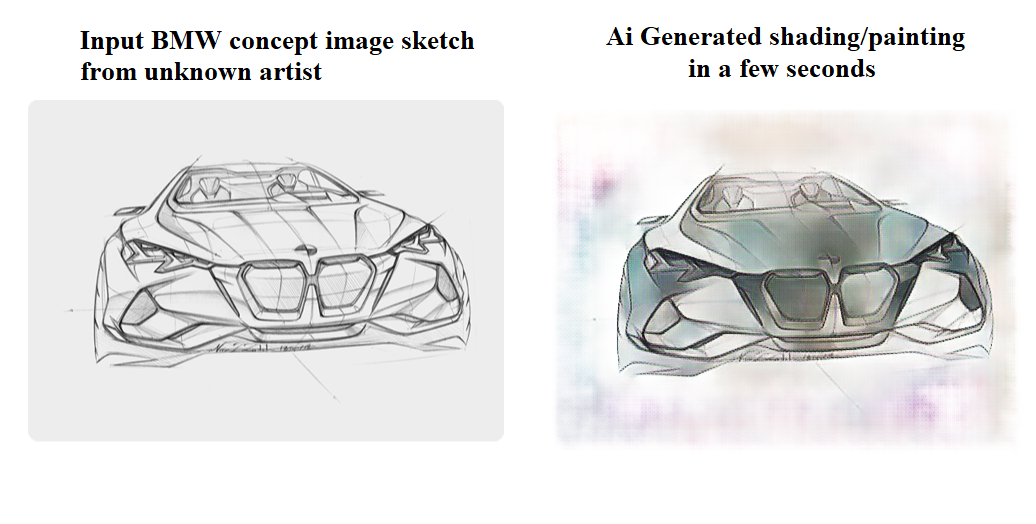 Input BMW concept image sketch
from unknown artist
Ai Generated shading/painting
in a few seconds